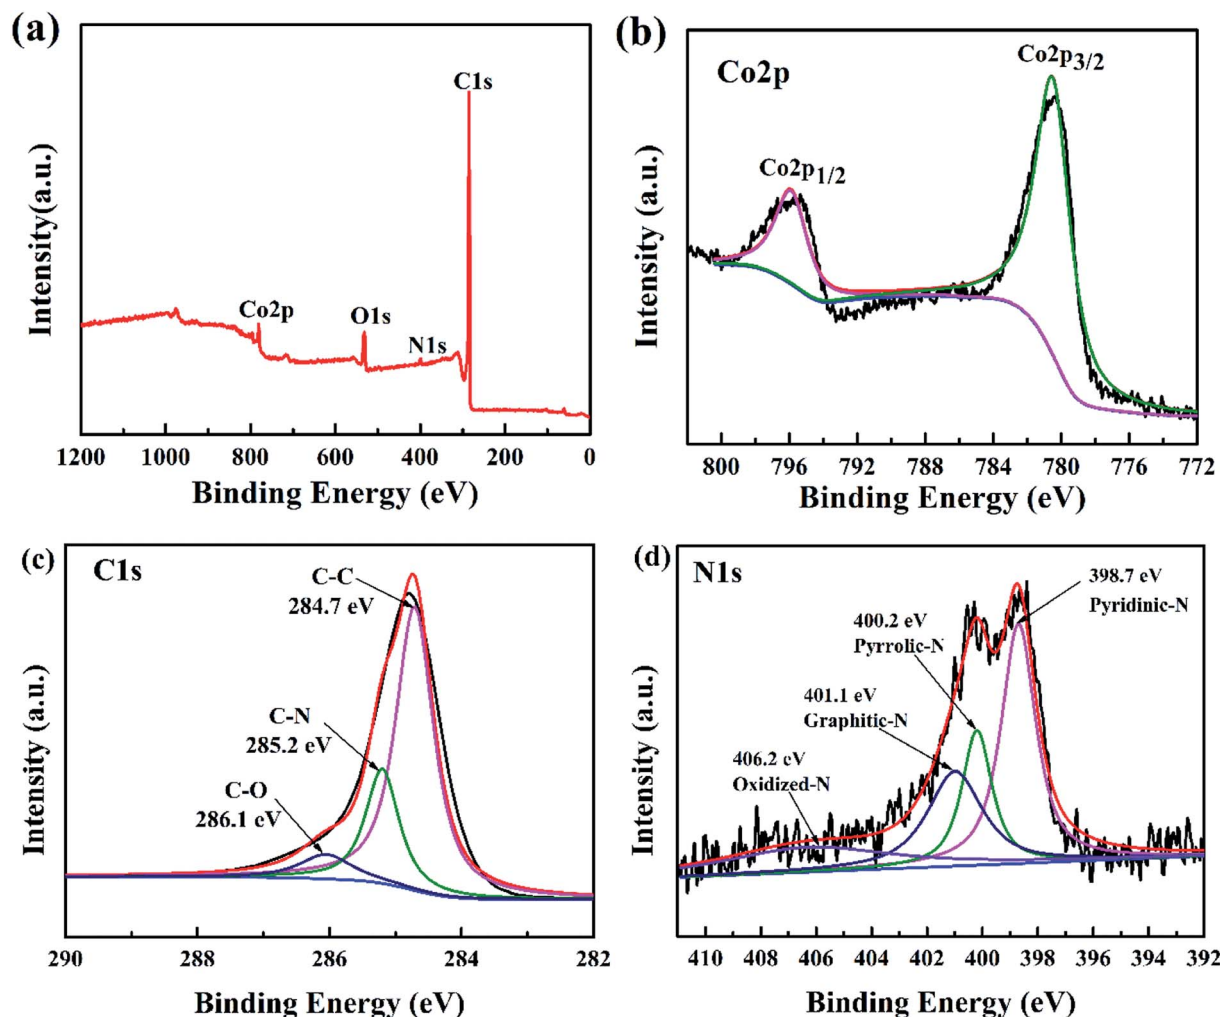 (a)
C1s
Co2p
O1s
N1s
Intensity(a.u.)
1200 1000 800 600 400 200 0
Binding Energy (eV)
(b)
Co2p
Co2p3/2
Co2p1/2
Intensity (a.u.)
800 796 792 788 784 780 776 772
Binding Energy (eV)
(c)
C1s
C-C
284.7 eV
C-N
285.2 eV
C-O
286.1 eV
Intensity (a.u.)
290 288 286 284 282
Binding Energy (eV)
(d)
N1s
398.7 eV
Pyridinic-N
400.2 eV
Pyrrolic-N
401.1 eV
Graphitic-N
406.2 eV
Oxidized-N
Intensity (a.u.)
410 408 406 404 402 400 398 396 394 392
Binding Energy (eV)